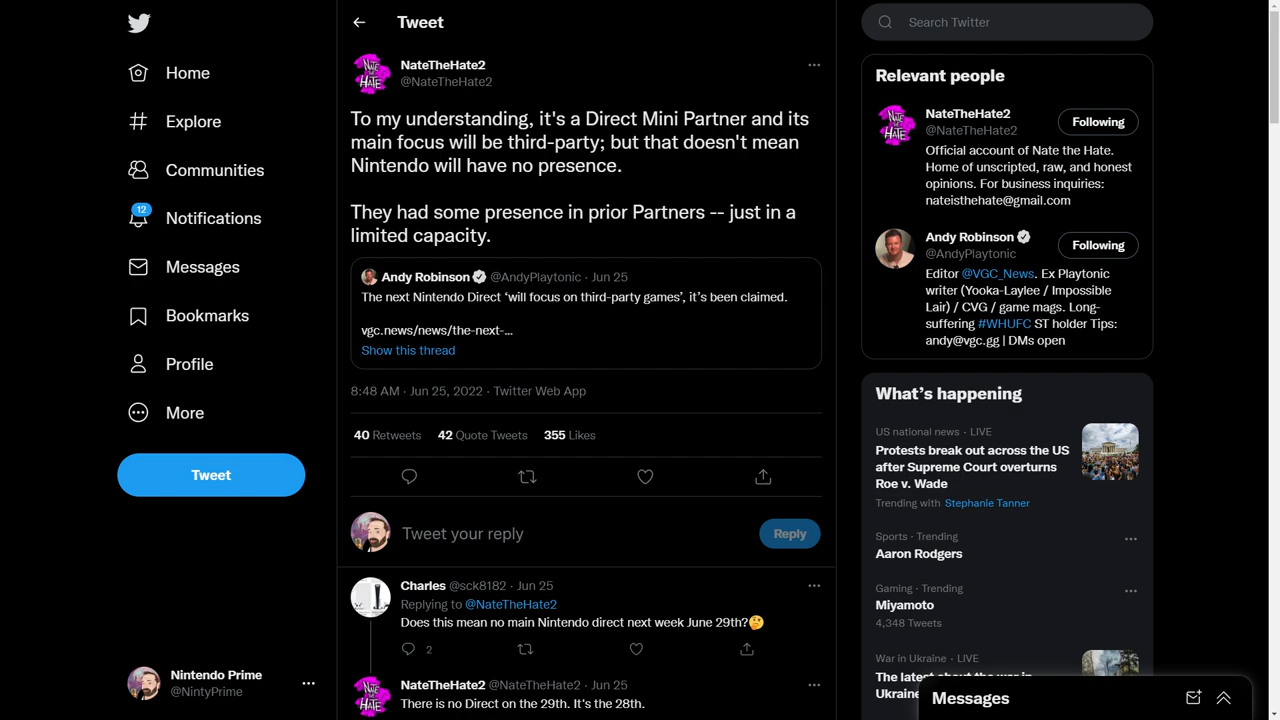 Home
Explore
Communities
12
Notifications
Messages
Bookmarks
Profile
More
Tweet
Nintendo Prime
@NintyPrime
Tweet
NateTheHate2
@NateTheHate2
To my understanding, it's a Direct Mini Partner and its
main focus will be third-party; but that doesn't mean
Nintendo will have no presence.
They had some presence in prior Partners -- just in a
limited capacity.
Andy Robinson @AndyPlaytonic · Jun 25
The next Nintendo Direct ‘will focus on third-party games’, it’s been claimed.
vgc.news/news/the-next-...
Show this thread
8:48 AM · Jun 25, 2022 · Twitter Web App
40 Retweets 42 Quote Tweets 355 Likes
Tweet your reply
Reply
Charles @sck8182 · Jun 25
Replying to @NateTheHate2
Does this mean no main Nintendo direct next week June 29th?🤔
2
NateTheHate2 @NateTheHate2 · Jun 25
There is no Direct on the 29th. It's the 28th.
Search Twitter
Relevant people
NateTheHate2
@NateTheHate2
Following
Official account of Nate the Hate.
Home of unscripted, raw, and honest
opinions. For business inquiries:
nateisthehate@gmail.com
Andy Robinson
@AndyPlaytonic
Following
Editor @VGC_News. Ex Playtonic
writer (Yooka-Laylee / Impossible
Lair) / CVG / game mags. Long-
suffering #WHUFC ST holder Tips:
andy@vgc.gg | DMs open
What’s happening
US national news · LIVE
Protests break out across the US
after Supreme Court overturns
Roe v. Wade
Trending with Stephanie Tanner
Sports · Trending
Aaron Rodgers
Gaming · Trending
Miyamoto
4,348 Tweets
War in Ukraine · LIVE
The latest
Ukraine
Messages